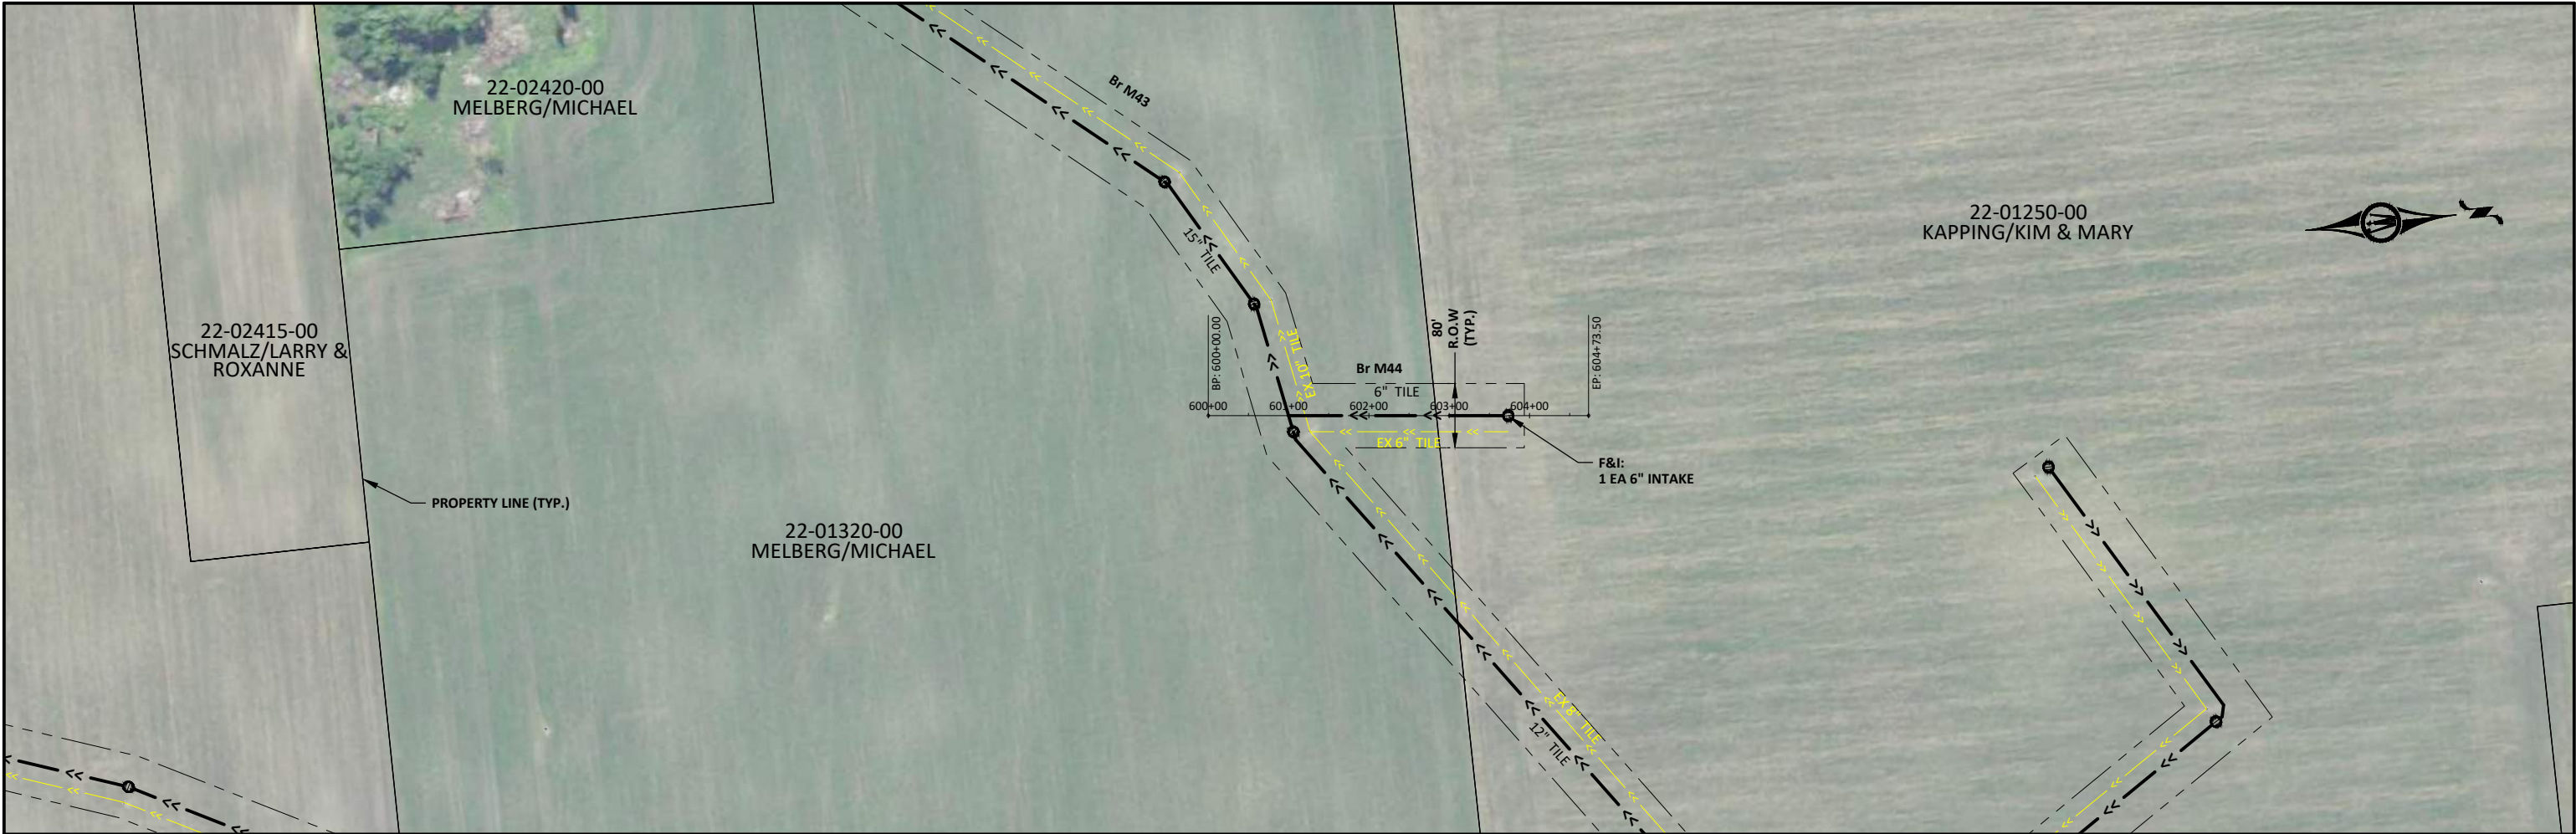 22-02420-00
MELBERG/MICHAEL
Br M43
22-01250-00
KAPPING/KIM & MARY
15" TILE
22-02415-00
SCHMALZ/LARRY &
ROXANNE
BP: 600+00.00
EX 10" TILE
80'
R.O.W
(TYP.)
EP: 604+73.50
Br M44
6" TILE
600+00
601+00
602+00
603+00
604+00
EX 6" TILE
F&I:
1 EA 6" INTAKE
PROPERTY LINE (TYP.)
22-01320-00
MELBERG/MICHAEL
EX 8" TILE
12" TILE